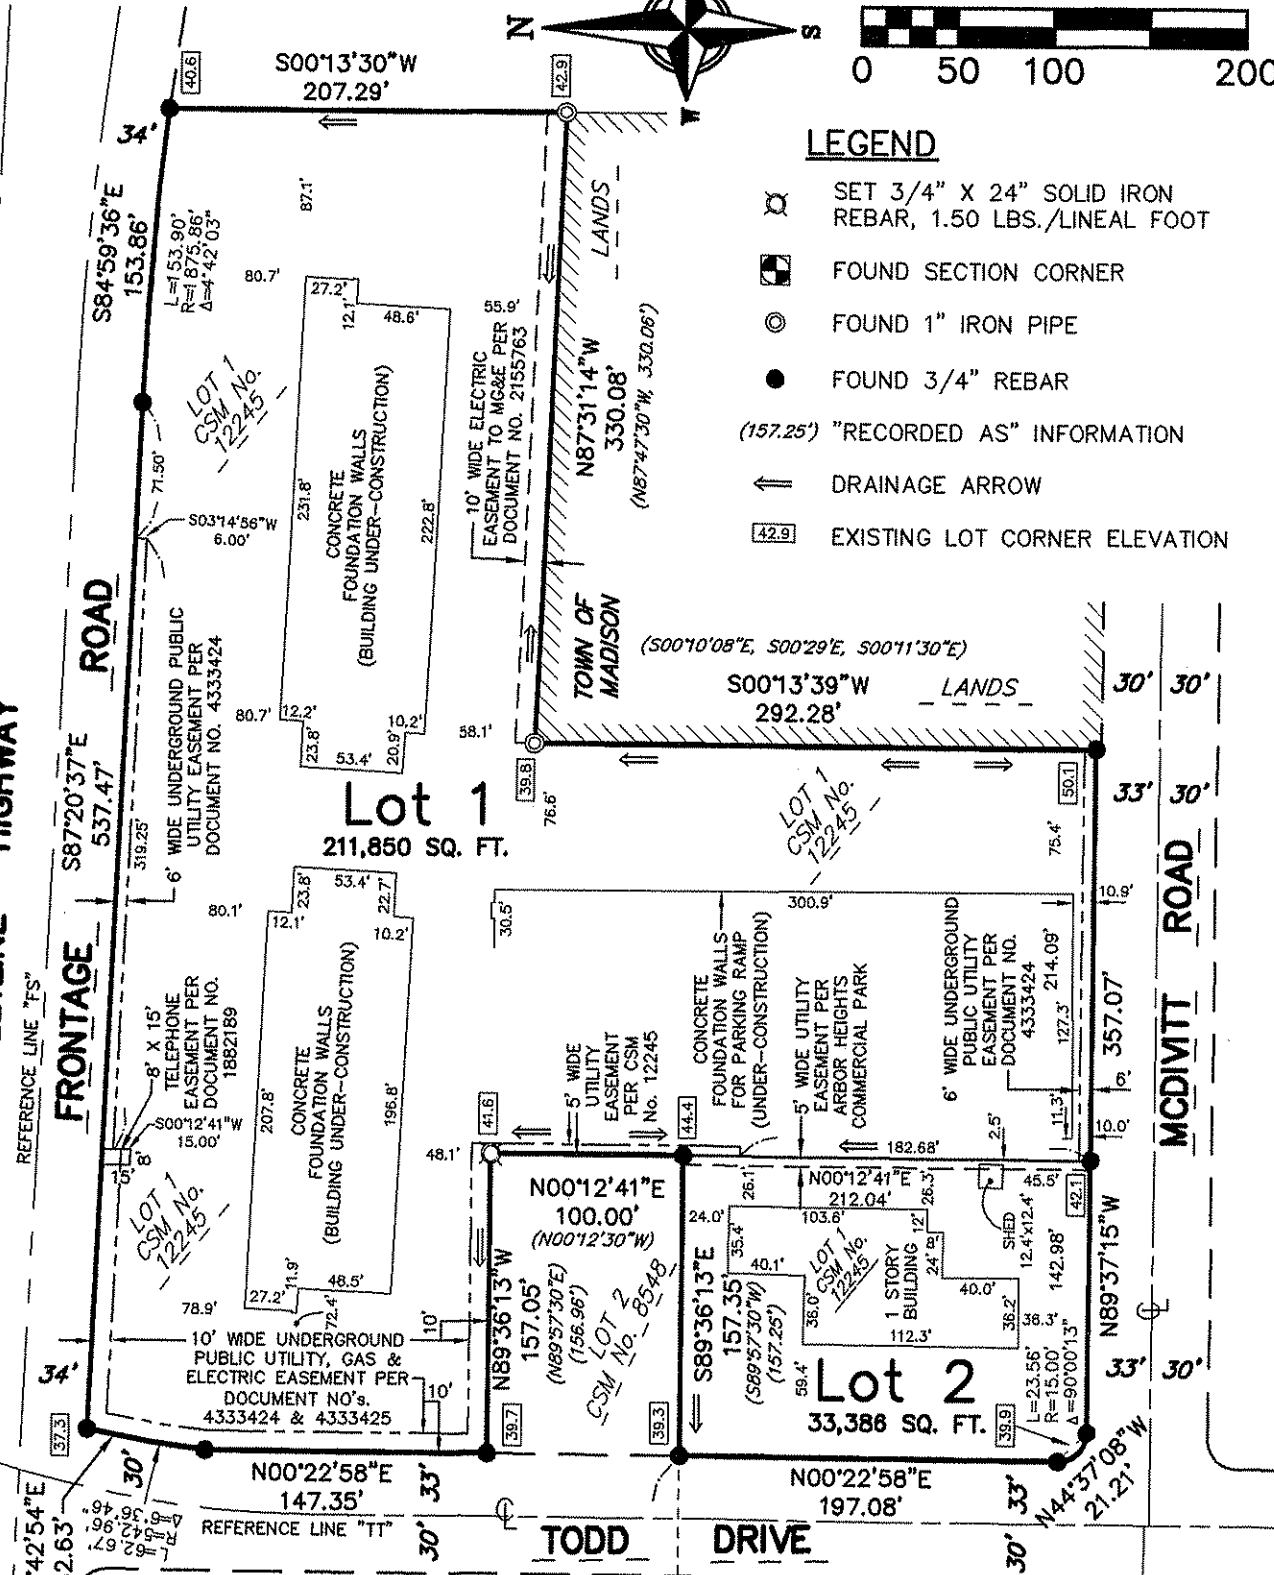 N
S
W
0 50 100 200
LEGEND
SET 3/4" X 24" SOLID IRON
REBAR, 1.50 LBS./LINEAL FOOT
FOUND SECTION CORNER
FOUND 1" IRON PIPE
FOUND 3/4" REBAR
(157.25') "RECORDED AS" INFORMATION
DRAINAGE ARROW
42.9 EXISTING LOT CORNER ELEVATION
40.6
S00°13'30"W
207.29'
42.9
34'
S84°59'36"E
153.86'
L=153.90'
R=1875.86'
Δ=4°42'03"
87.1'
80.7'
27.2'
12.1'
48.6'
55.9'
LANDS
LOT 1
CSM No.
12245
231.8'
CONCRETE
FOUNDATION WALLS
(BUILDING UNDER-CONSTRUCTION)
222.8'
10' WIDE ELECTRIC
EASEMENT TO MG&E PER
DOCUMENT NO. 2155763
N87°31'14"W
330.08'
(N87°47'30"W, 330.06')
71.50'
S03°14'56"W
6.00'
HIGHWAY
FRONTAGE ROAD
S87°20'37"E
537.47'
319.25'
6' WIDE UNDERGROUND PUBLIC
UTILITY EASEMENT PER
DOCUMENT NO. 4333424
TOWN OF
MADISON
(S00°10'08"E, S00°29'E, S00°11'30"E)
S00°13'39"W
292.28'
LANDS
30' 30'
80.7'
12.2'
23.8'
53.4'
20.9'
10.2'
58.1'
39.8
76.6'
Lot 1
211,850 SQ. FT.
LOT 1
CSM No.
12245
50.1
33' 30'
75.4'
10.9'
80.1'
23.8'
53.4'
22.7'
12.1'
10.2'
30.5'
300.9'
CONCRETE
FOUNDATION WALLS
FOR PARKING RAMP
(UNDER-CONSTRUCTION)
5' WIDE UTILITY
EASEMENT PER
ARBOR HEIGHTS
COMMERCIAL PARK
6' WIDE UNDERGROUND
PUBLIC UTILITY
EASEMENT PER
DOCUMENT NO.
4333424
214.09'
127.3'
357.07'
MCDIVITT ROAD
6'
11.3'
10.0'
REFERENCE LINE "FS"
8' X 15'
TELEPHONE
EASEMENT PER
DOCUMENT NO.
1882189
S00°12'41"W
15.00'
8'
15'
207.8'
CONCRETE
FOUNDATION WALLS
(BUILDING UNDER-CONSTRUCTION)
196.8'
5' WIDE
UTILITY
EASEMENT
PER CSM
No. 12245
41.6
44.4
48.1'
182.68'
2.5'
LOT 1
CSM No.
12245
N00°12'41"E
100.00'
(N00°12'30"W)
N00°12'41"E
212.04'
26.1'
26.3'
45.5'
42.1
SHED
12.4'x12.4'
24.0'
35.4'
103.6'
12'
8'
24'
40.1'
36.0'
40.0'
36.2'
38.3'
112.3'
59.4'
LOT 1
CSM No.
12245
1 STORY
BUILDING
142.98'
N89°37'15"W
N89°36'13"W
157.05'
(N89°57'30"E)
(156.96')
LOT 2
CSM No. 8548
S89°36'13"E
157.35'
(S89°57'30"W)
(157.25')
27.2'
11.9'
48.5'
72.4'
78.9'
10'
10' WIDE UNDERGROUND
PUBLIC UTILITY, GAS &
ELECTRIC EASEMENT PER
DOCUMENT NO's.
4333424 & 4333425
10'
34'
37.3
39.7
39.3
39.9
Lot 2
33,386 SQ. FT.
L=23.56'
R=15.00'
Δ=90°00'13"
33' 30'
N44°37'08"W
21.21'
30'
N00°22'58"E
147.35'
33'
30'
N00°22'58"E
197.08'
33'
30'
REFERENCE LINE "TT"
TODD DRIVE
L=62.67'
R=542.96'
Δ=6°36'46"
°42'54"E
2.63'